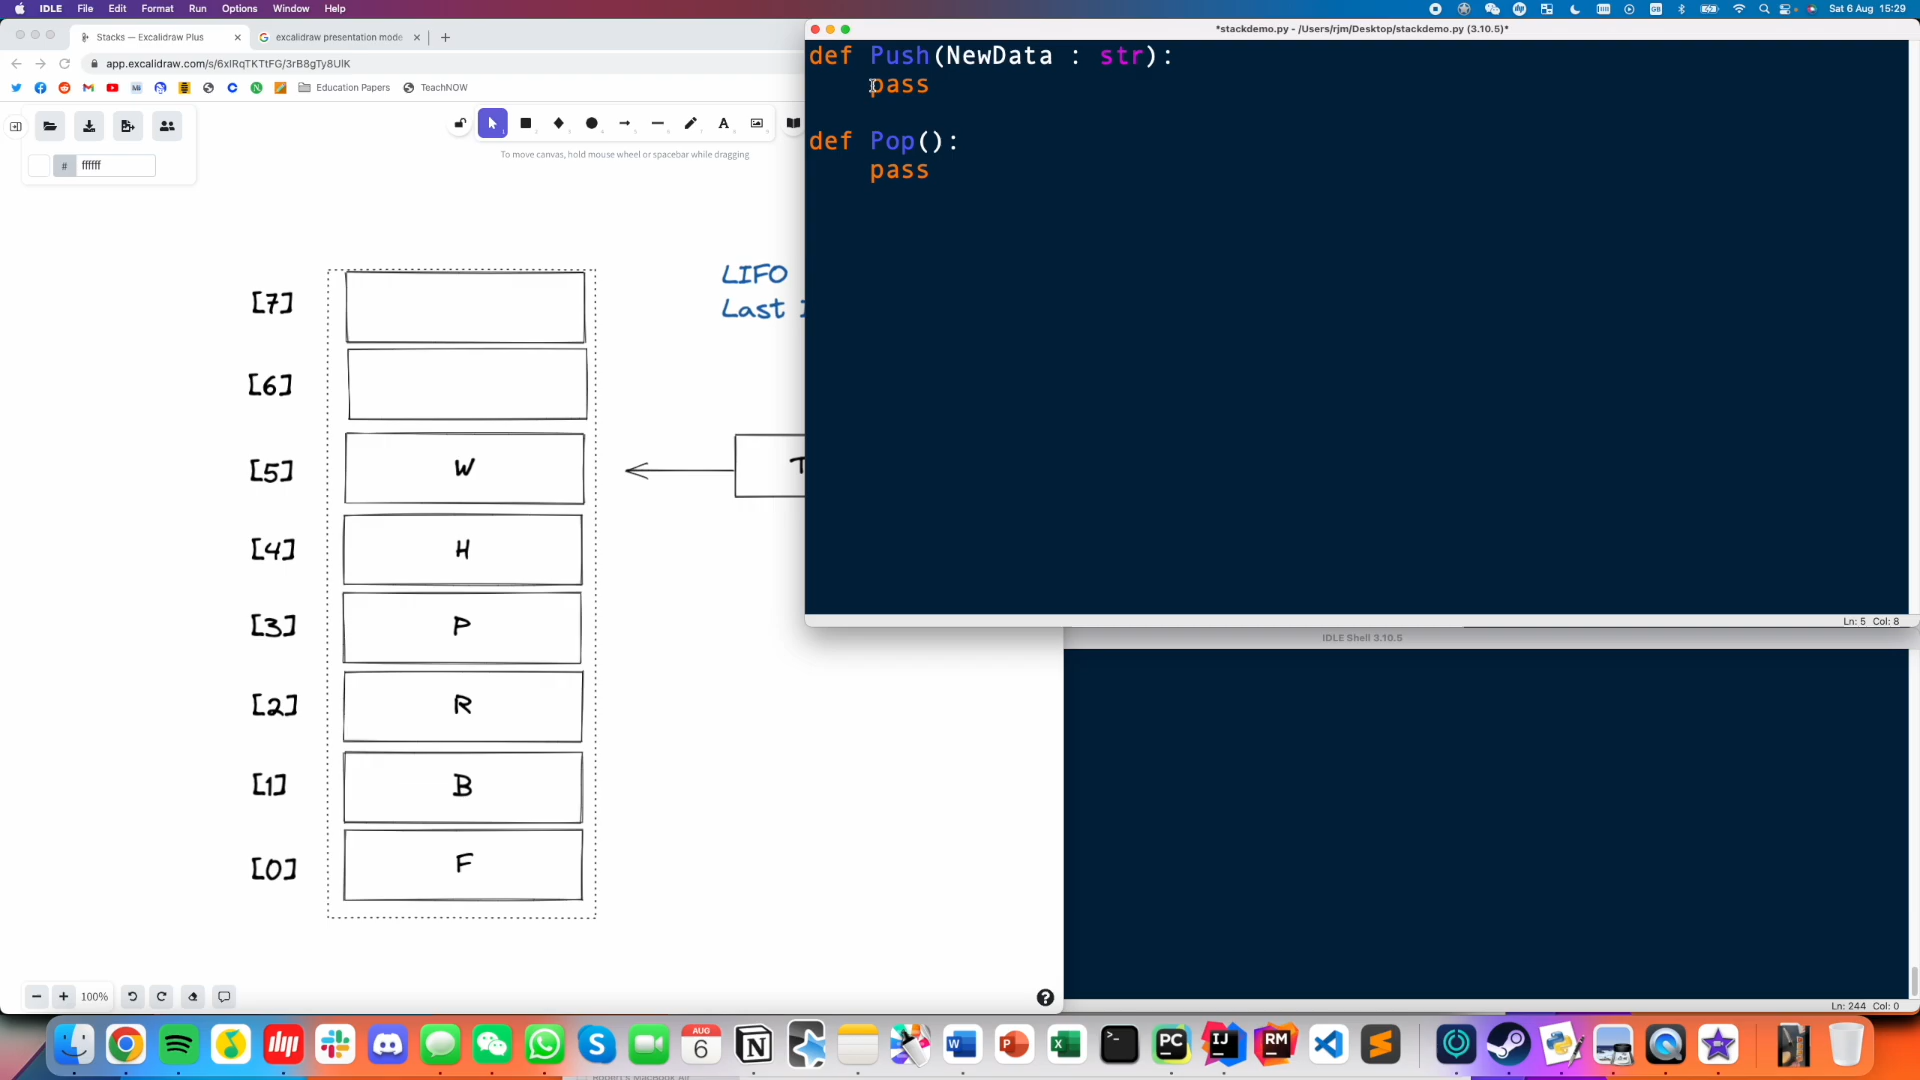 IDLE File Edit Format Run Options Window Help
Sat 6 Aug 15:29
Stacks — Excalidraw Plus
excalidraw presentation mode
app.excalidraw.com/s/6xIRqTKTtFG/3rB8gTy8UIK
Education Papers
TeachNOW
# ffffff
To move canvas, hold mouse wheel or spacebar while dragging
LIFO
Last
[7]
[6]
[5] W
[4] H
[3] P
[2] R
[1] B
[0] F
100%
*stackdemo.py - /Users/rjm/Desktop/stackdemo.py (3.10.5)*
def Push(NewData : str):
pass
def Pop():
pass
Ln: 5 Col: 8
IDLE Shell 3.10.5
Ln: 244 Col: 0
AUG
6
PC
IJ
RM